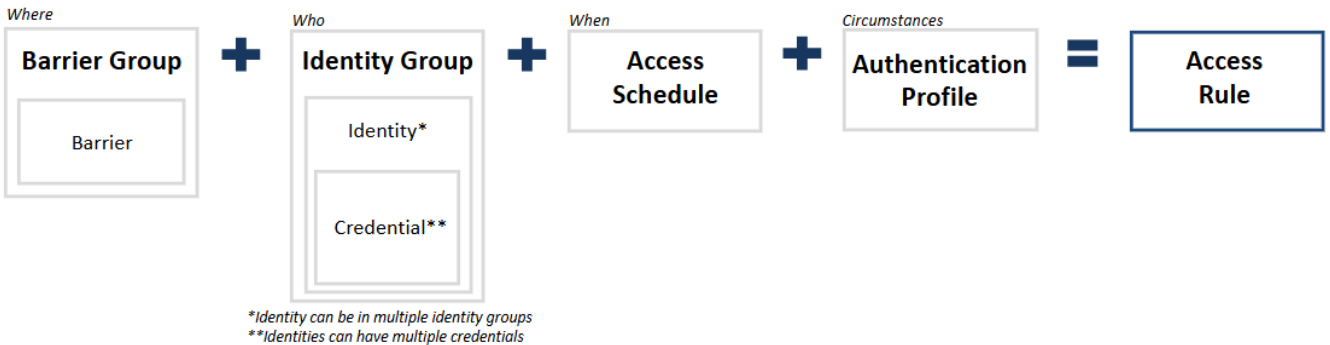 Where
Barrier Group
Barrier
Who
Identity Group
Identity*
Credential**
*Identity can be in multiple identity groups
**Identities can have multiple credentials
When
Access
Schedule
Circumstances
Authentication
Profile
Access
Rule